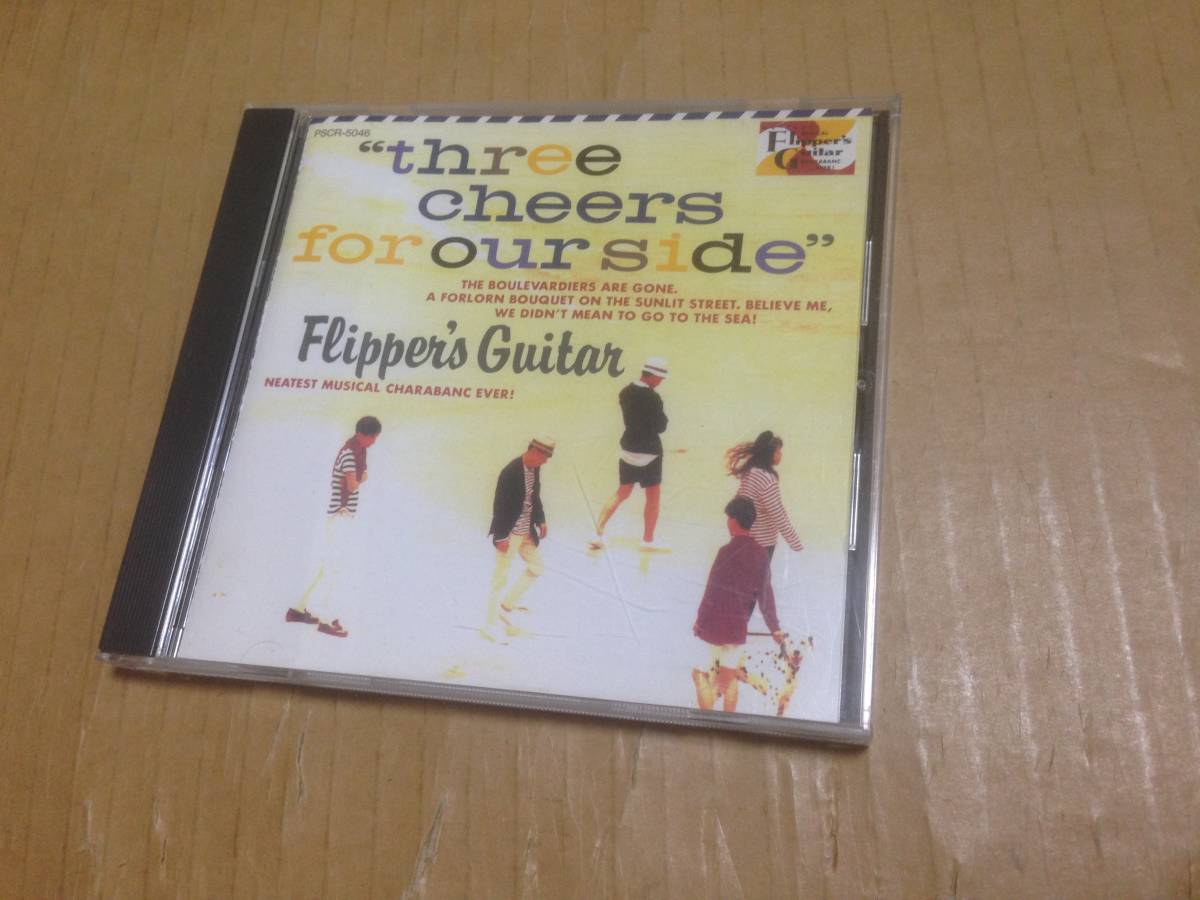 PSCR-5046
“three
cheers
for our side”
Flipper's
Guitar
THE BOULEVARDIERS ARE GONE.
A FORLORN BOUQUET ON THE SUNLIT STREET. BELIEVE ME,
WE DIDN'T MEAN TO GO TO THE SEA!
Flipper's Guitar
NEATEST MUSICAL CHARABANC EVER!